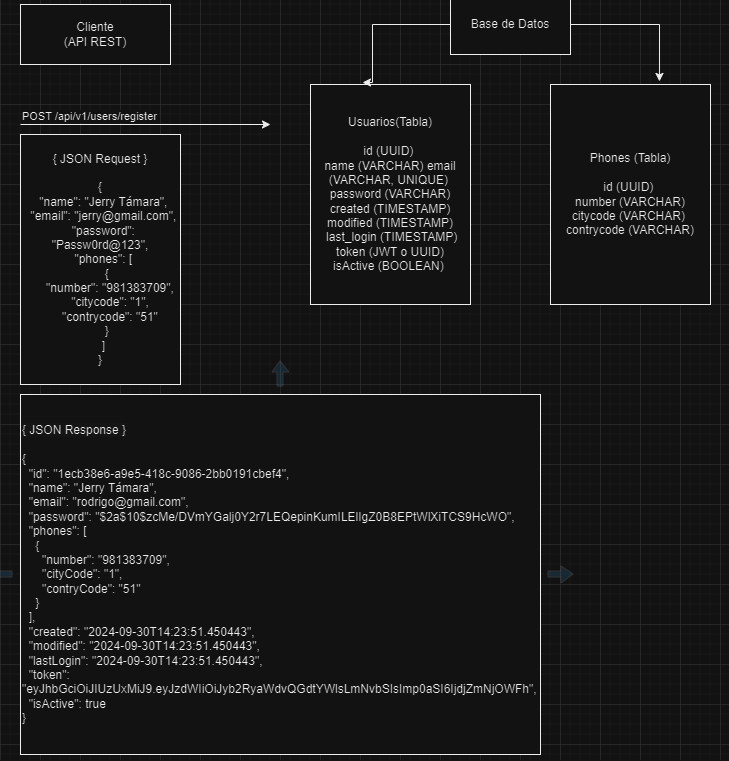 Cliente
(API REST)
Base de Datos
POST /api/v1/users/register
{ JSON Request }
{
"name": "Jerry Támara",
"email": "jerry@gmail.com",
"password":
"Passw0rd@123",
"phones": [
{
"number": "981383709",
"citycode": "1",
"contrycode": "51"
}
]
}
Usuarios(Tabla)
id (UUID)
name (VARCHAR) email
(VARCHAR, UNIQUE)
password (VARCHAR)
created (TIMESTAMP)
modified (TIMESTAMP)
last_login (TIMESTAMP)
token (JWT o UUID)
isActive (BOOLEAN)
Phones (Tabla)
id (UUID)
number (VARCHAR)
citycode (VARCHAR)
contrycode (VARCHAR)
{ JSON Response }
{
"id": "1ecb38e6-a9e5-418c-9086-2bb0191cbef4",
"name": "Jerry Támara",
"email": "rodrigo@gmail.com",
"password": "$2a$10$zcMe/DVmYGalj0Y2r7LEQepinKumILEIIgZ0B8EPtWlXiTCS9HcWO",
"phones": [
{
"number": "981383709",
"cityCode": "1",
"contryCode": "51"
}
],
"created": "2024-09-30T14:23:51.450443",
"modified": "2024-09-30T14:23:51.450443",
"lastLogin": "2024-09-30T14:23:51.450443",
"token":
"eyJhbGciOiJIUzUxMiJ9.eyJzdWIiOiJyb2RyaWdvQGdtYWlsLmNvbSIsImp0aSI6IjdjZmNjOWFh",
"isActive": true
}